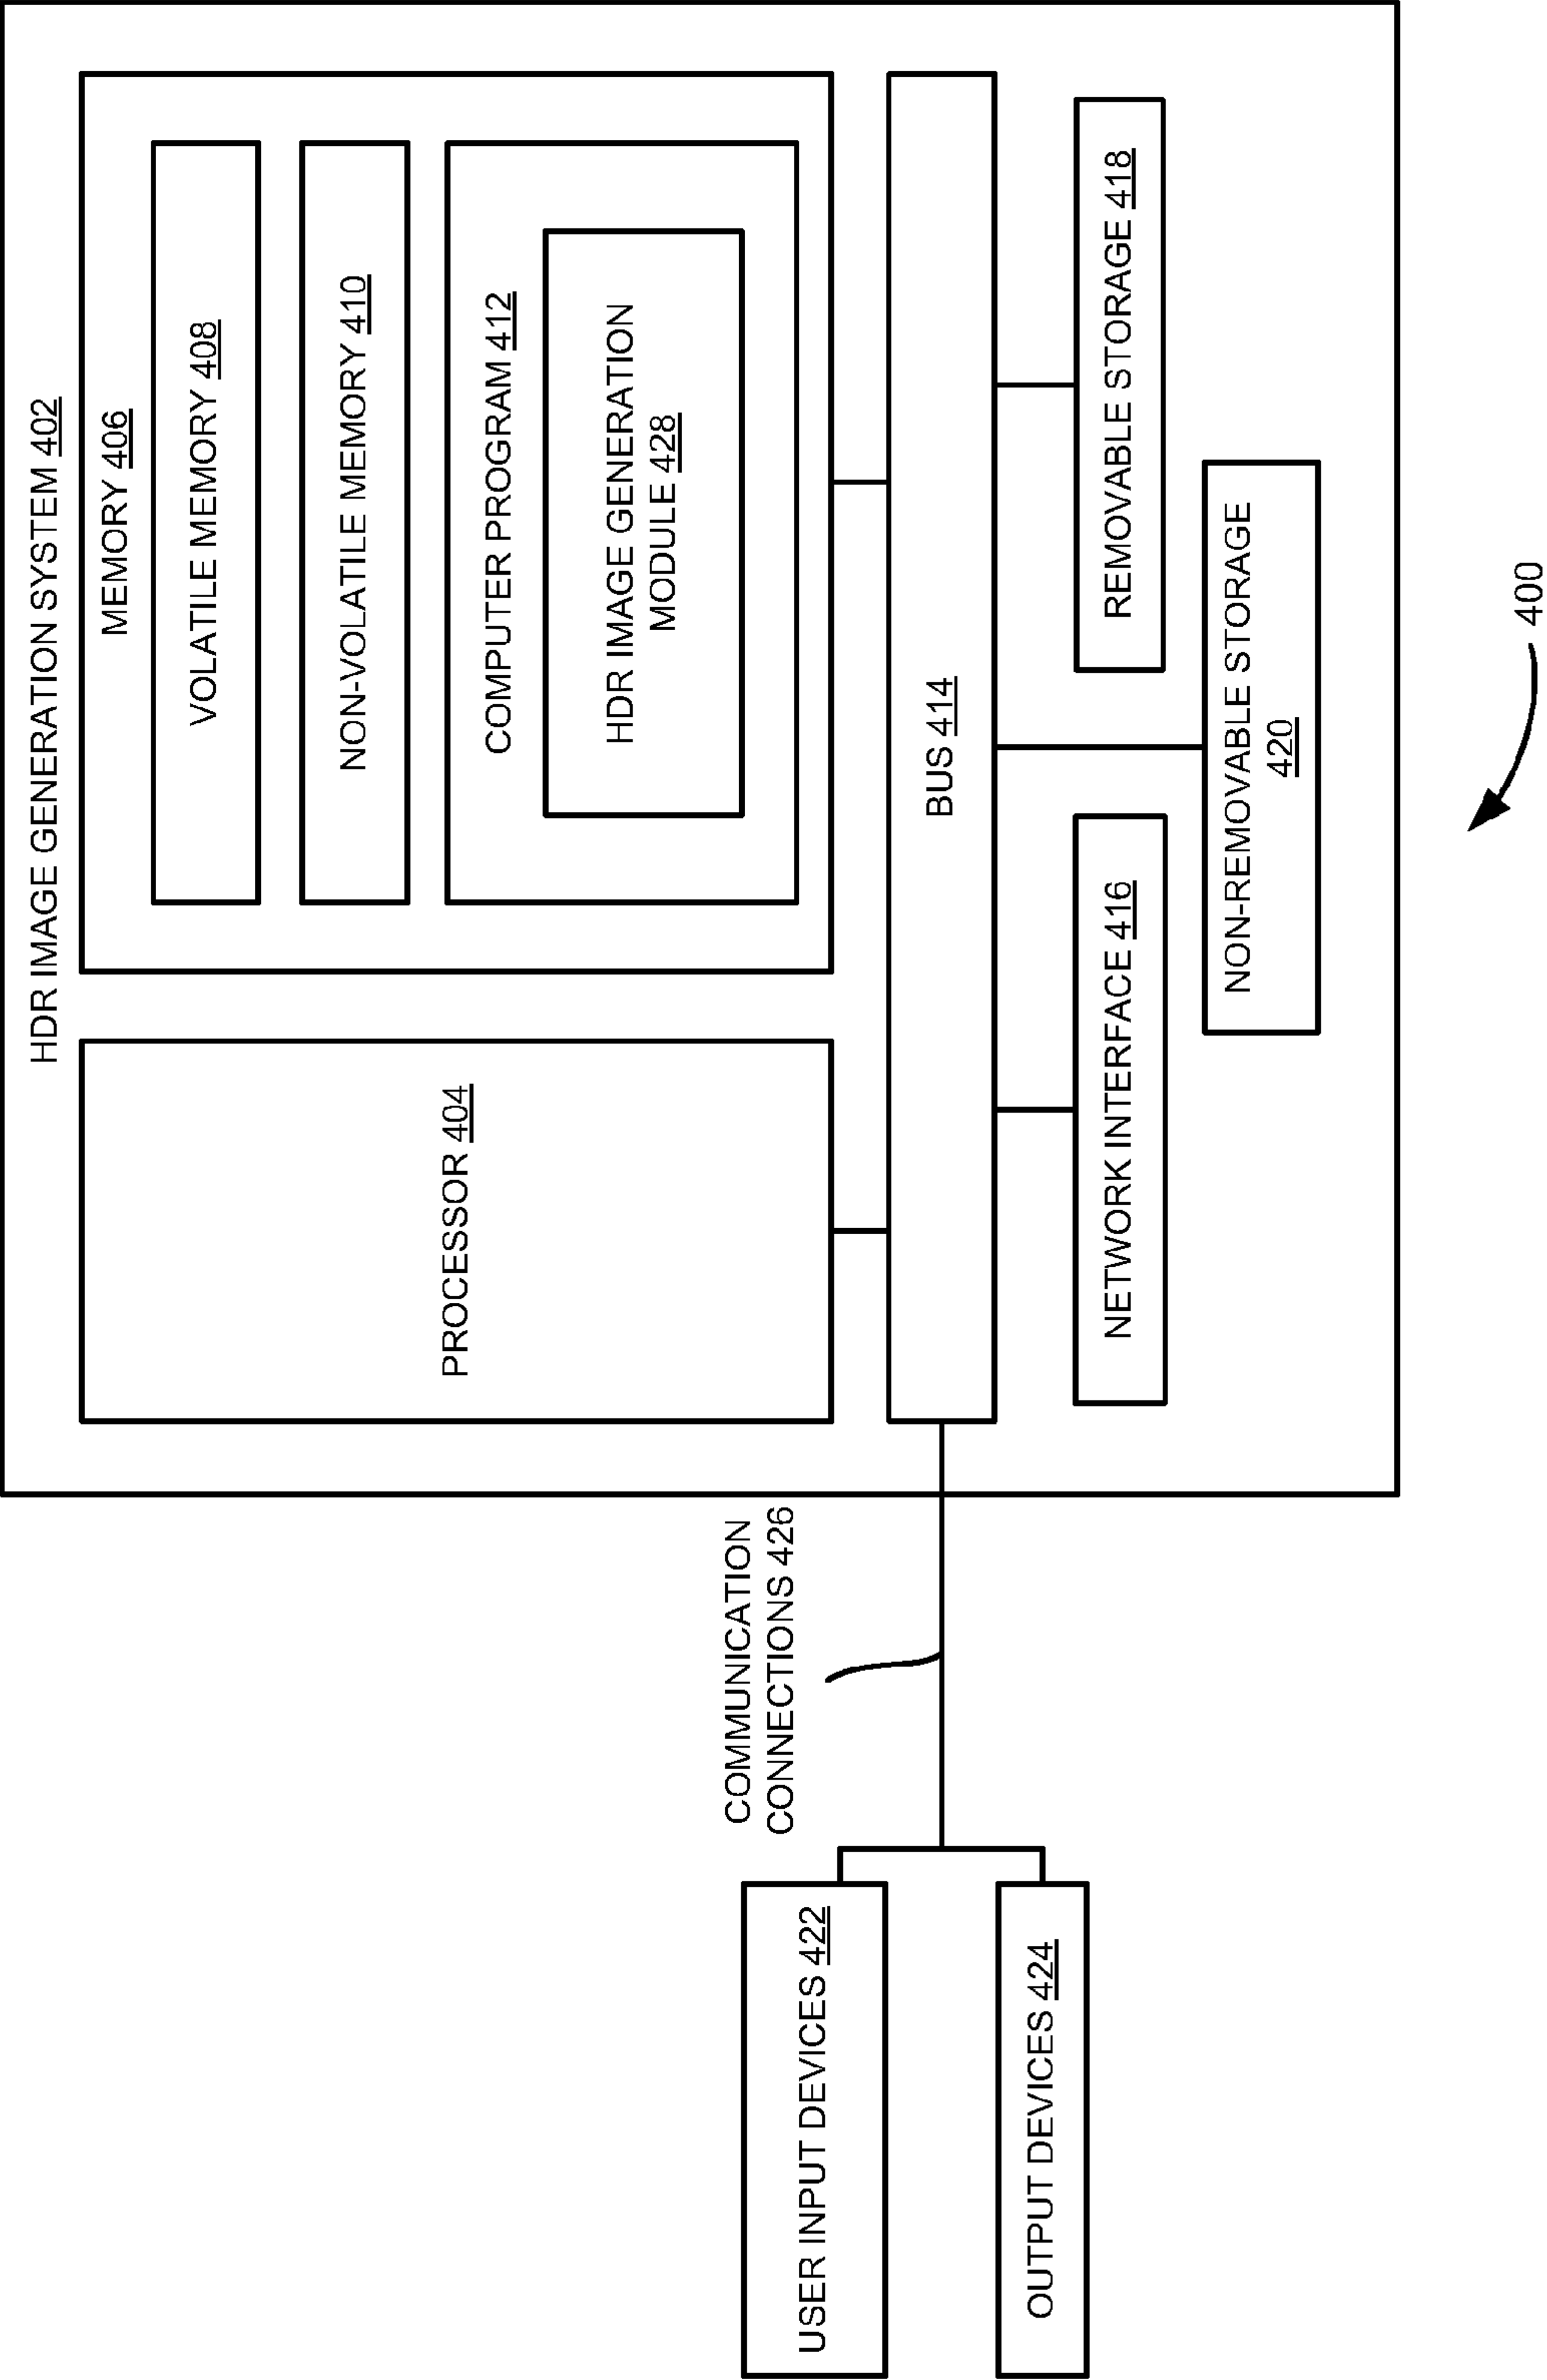 HDR IMAGE GENERATION SYSTEM 402
MEMORY 406
VOLATILE MEMORY 408
NON-VOLATILE MEMORY 410
COMPUTER PROGRAM 412
HDR IMAGE GENERATION
MODULE 428
PROCESSOR 404
COMMUNICATION
CONNECTIONS 426
USER INPUT DEVICES 422
OUTPUT DEVICES 424
BUS 414
NETWORK INTERFACE 416
REMOVABLE STORAGE 418
NON-REMOVABLE STORAGE
420
400